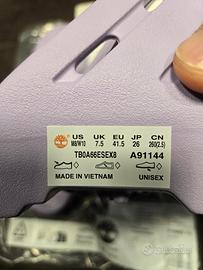 US UK EU JP CN
M8/W10 7.5 41.5 26 260(2.5)
TB0A66ESEX8 A91144
MADE IN VIETNAM UNISEX
subito